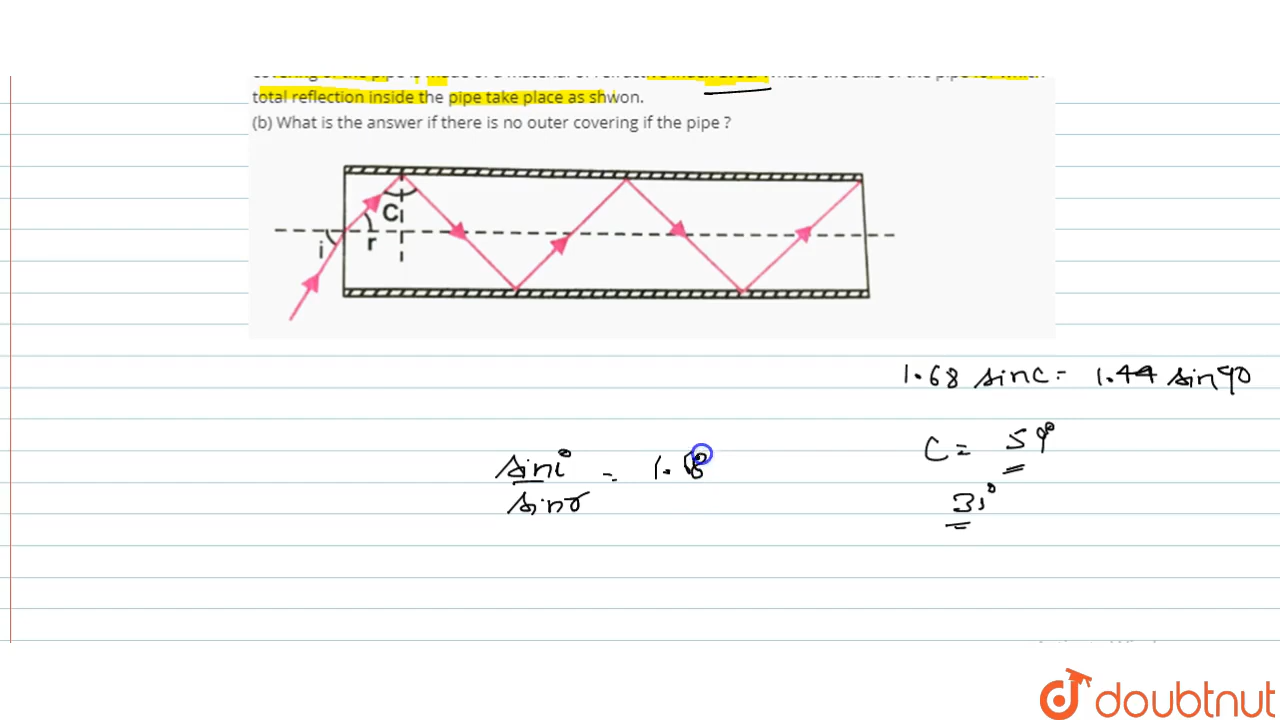 total reflection inside the pipe take place as shwon.
(b) What is the answer if there is no outer covering if the pipe ?
C
i
r
1.68 sinc = 1.44 sin90
C = 59°
31°
sini° = 1.6
sinr
doubtnut